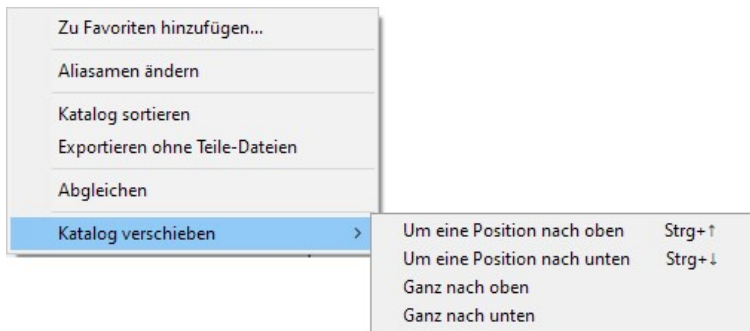 Zu Favoriten hinzufügen...
Aliasamen ändern
Katalog sortieren
Exportieren ohne Teile-Dateien
Abgleichen
Katalog verschieben >
Um eine Position nach oben Strg+↑
Um eine Position nach unten Strg+↓
Ganz nach oben
Ganz nach unten